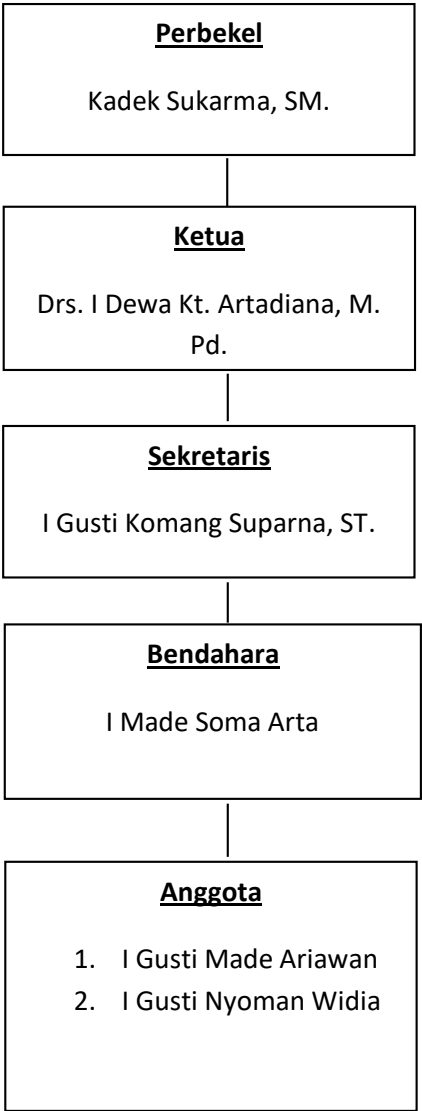 Perbekel
Kadek Sukarma, SM.
Ketua
Drs. I Dewa Kt. Artadiana, M.
Pd.
Sekretaris
I Gusti Komang Suparna, ST.
Bendahara
I Made Soma Arta
Anggota
1. I Gusti Made Ariawan
2. I Gusti Nyoman Widia